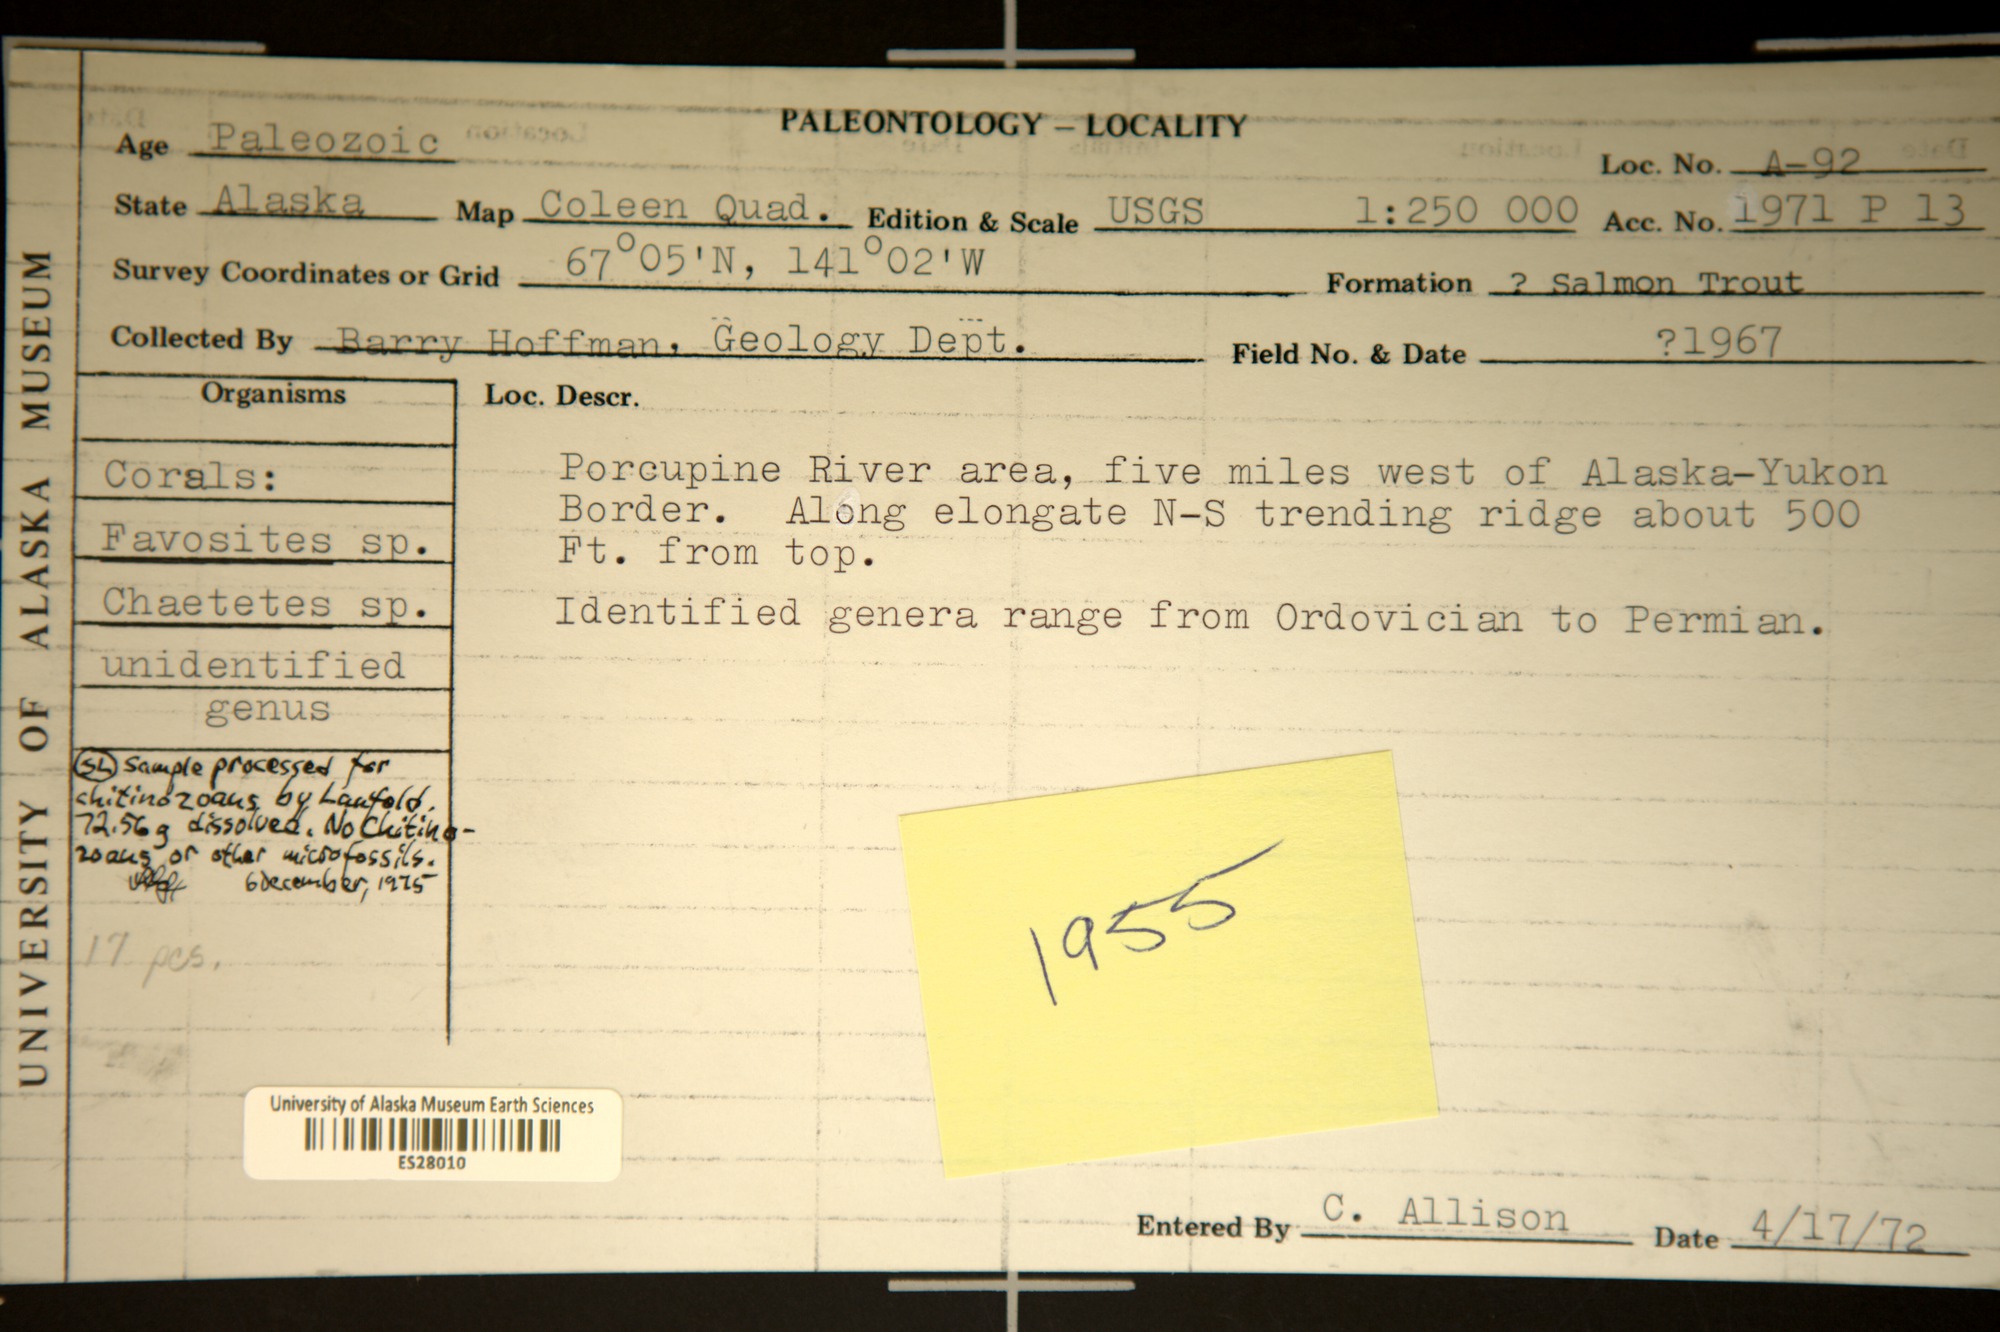 UNIVERSITY OF ALASKA MUSEUM
PALEONTOLOGY – LOCALITY
Age Paleozoic
Loc. No. A-92
State Alaska Map Coleen Quad. Edition & Scale USGS 1:250 000 Acc. No. 1971 P 13
Survey Coordinates or Grid 67°05'N, 141°02'W Formation ? Salmon Trout
Collected By Barry Hoffman, Geology Dept. Field No. & Date ?1967
Organisms
Corals:
Favosites sp.
Chaetetes sp.
unidentified
genus
SL Sample processed for
chitinozoans by Laufeld.
72.56 g dissolved. No Chitino-
zoans or other microfossils.
6 December, 1975
17 pcs.
Loc. Descr.
Porcupine River area, five miles west of Alaska-Yukon
Border. Along elongate N-S trending ridge about 500
Ft. from top.
Identified genera range from Ordovician to Permian.
1955
University of Alaska Museum Earth Sciences
ES28010
Entered By C. Allison Date 4/17/72